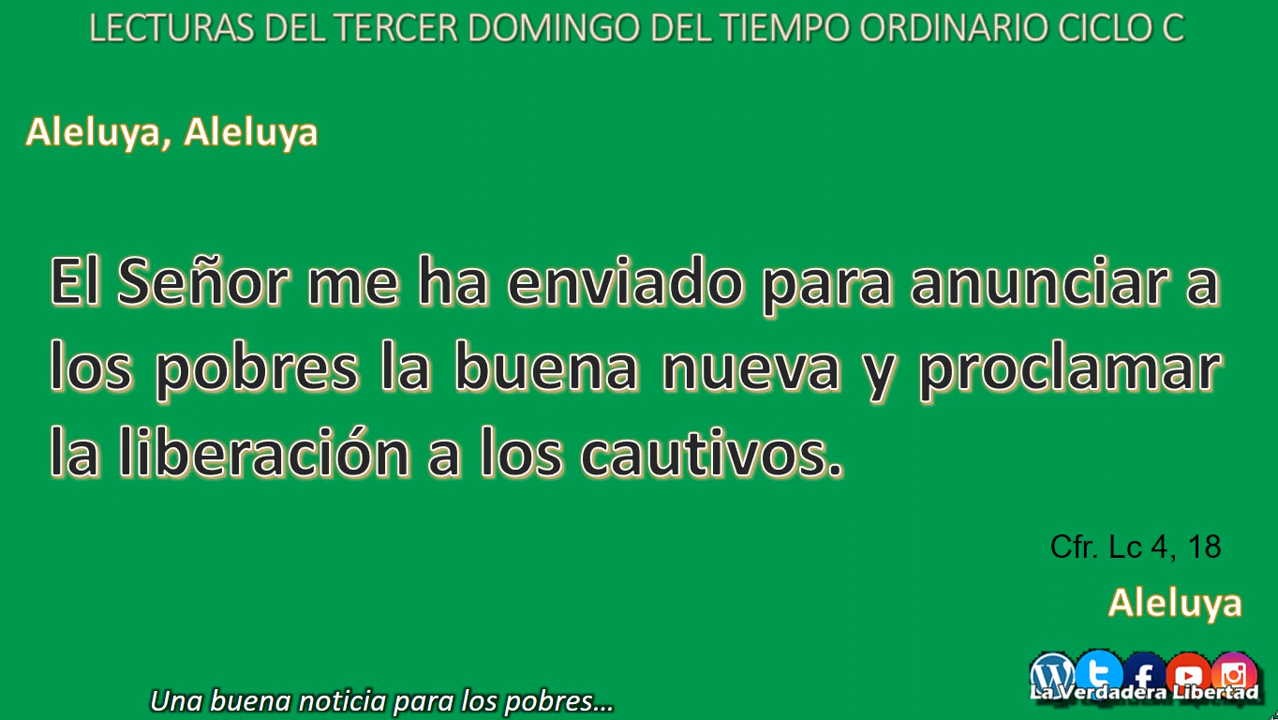 LECTURAS DEL TERCER DOMINGO DEL TIEMPO ORDINARIO CICLO C
Aleluya, Aleluya
El Señor me ha enviado para anunciar a
los pobres la buena nueva y proclamar
la liberación a los cautivos.
Cfr. Lc 4, 18
Aleluya
La Verdadera Libertad
Una buena noticia para los pobres...